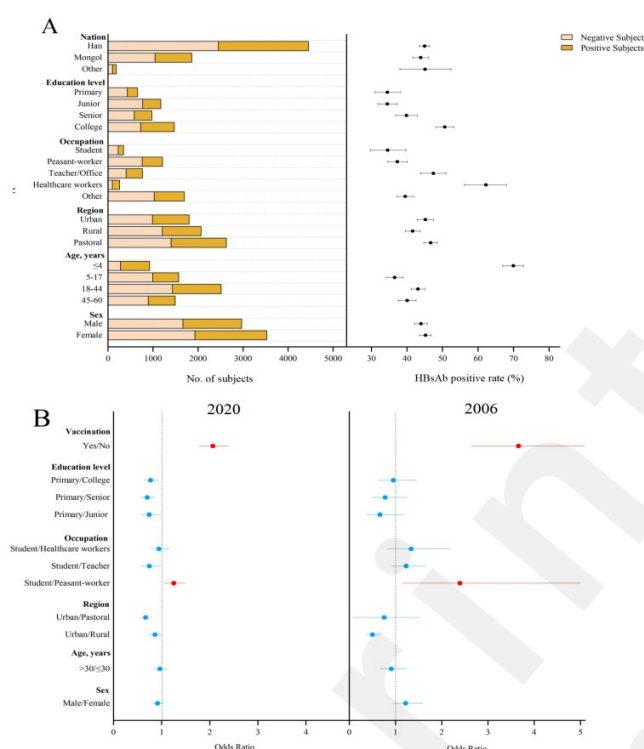 A
Negative Subject
Positive Subjects
Nation
Han
Mongol
Other
Education level
Primary
Junior
Senior
College
Occupation
Student
Peasant-worker
Teacher/Office
Healthcare workers
Other
Region
Urban
Rural
Pastoral
Age, years
≤4
5-17
18-44
45-60
Sex
Male
Female
0 1000 2000 3000 4000 5000 30 40 50 60 70 80
No. of subjects HBsAb positive rate (%)
B
2020 2006
Vaccination
Yes/No
Education level
Primary/College
Primary/Senior
Primary/Junior
Occupation
Student/Healthcare workers
Student/Teacher
Student/Peasant-worker
Region
Urban/Pastoral
Urban/Rural
Age, years
>30/≤30
Sex
Male/Female
0 1 2 3 4 0 1 2 3 4 5
Odds Ratio Odds Ratio
rint